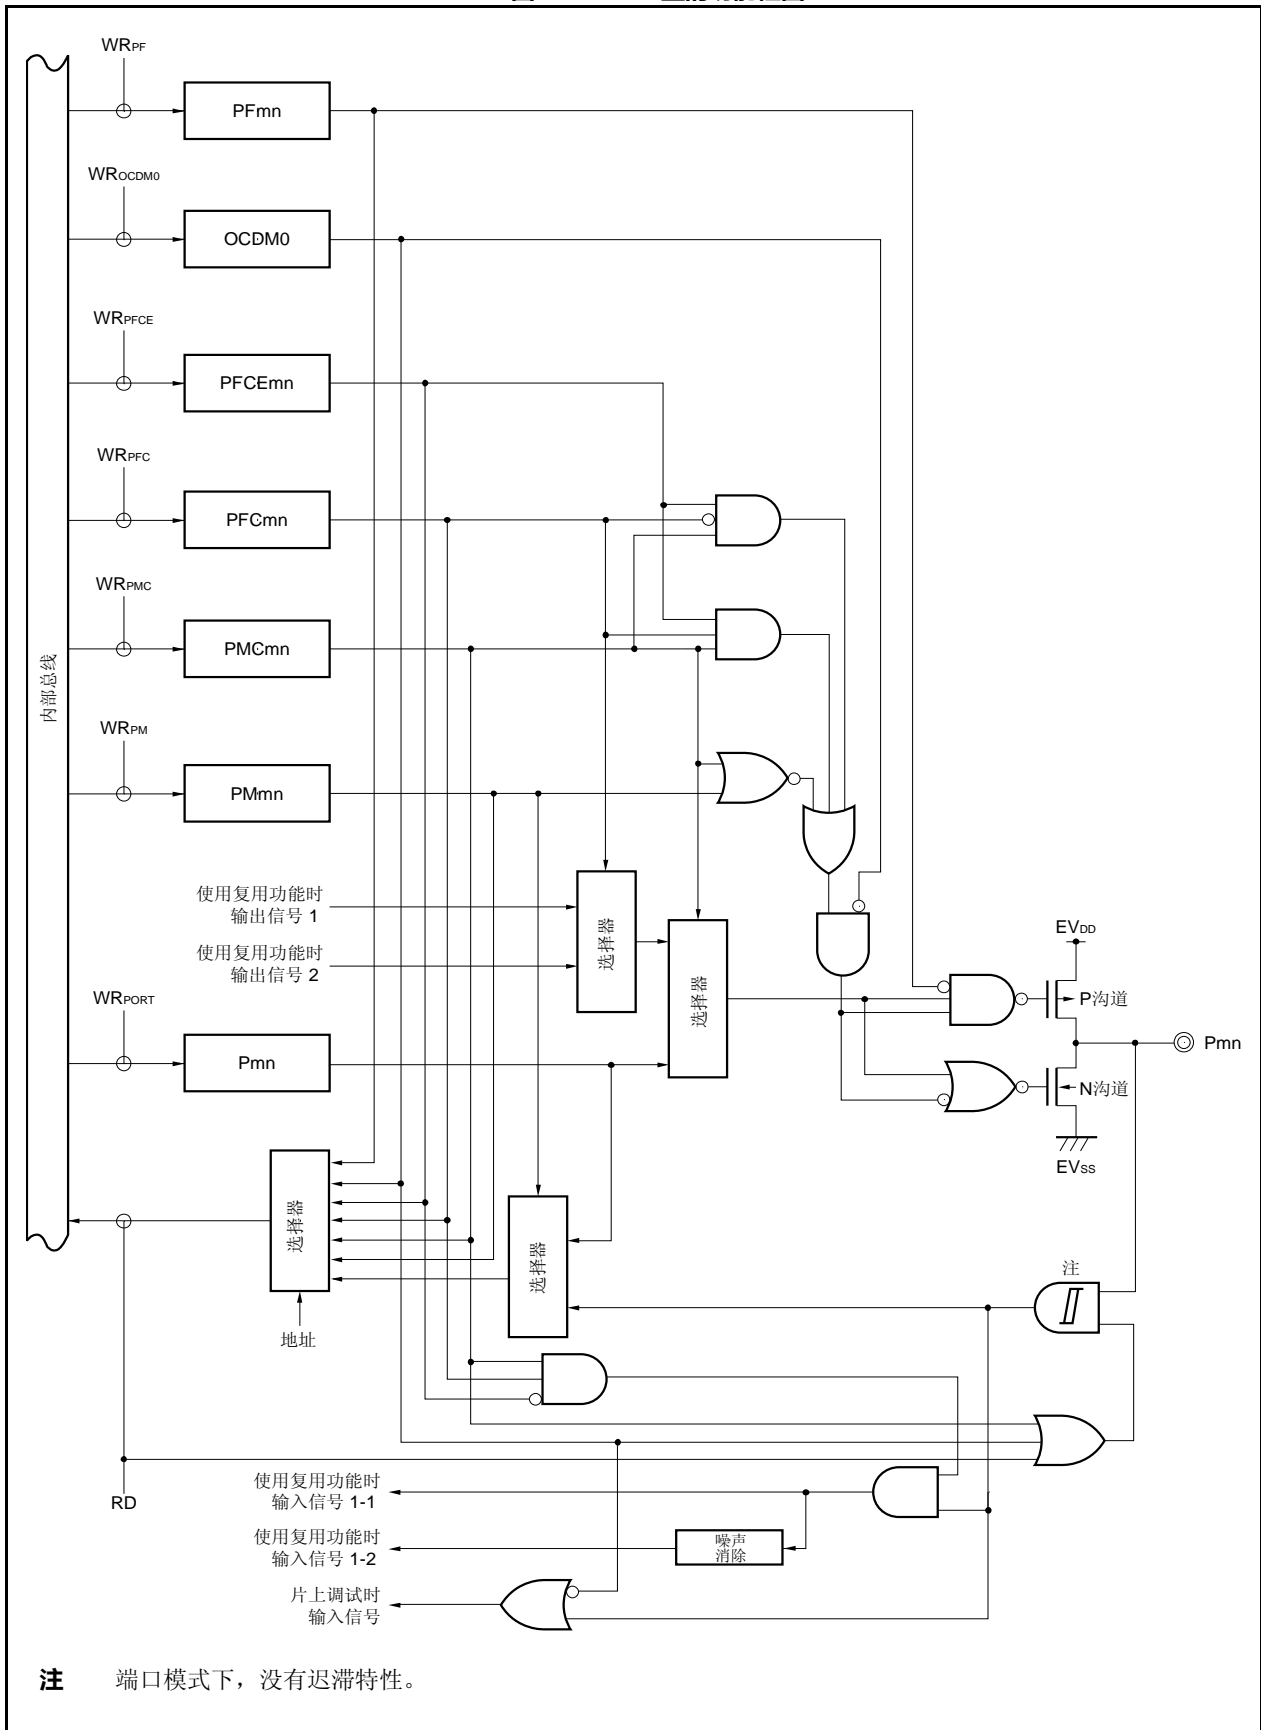 WRPF
PFmn
WROCDM0
OCDM0
WRPFCE
PFCEmn
WRPFC
PFCmn
WRPMC
PMCmn
内部总线
WRPM
PMmn
使用复用功能时
输出信号 1
使用复用功能时
输出信号 2
选择器
选择器
EVDD
P沟道
WRPORT
Pmn
Pmn
N沟道
EVSS
选择器
选择器
地址
注
RD
使用复用功能时
输入信号 1-1
使用复用功能时
输入信号 1-2
噪声
消除
片上调试时
输入信号
注 端口模式下，没有迟滞特性。